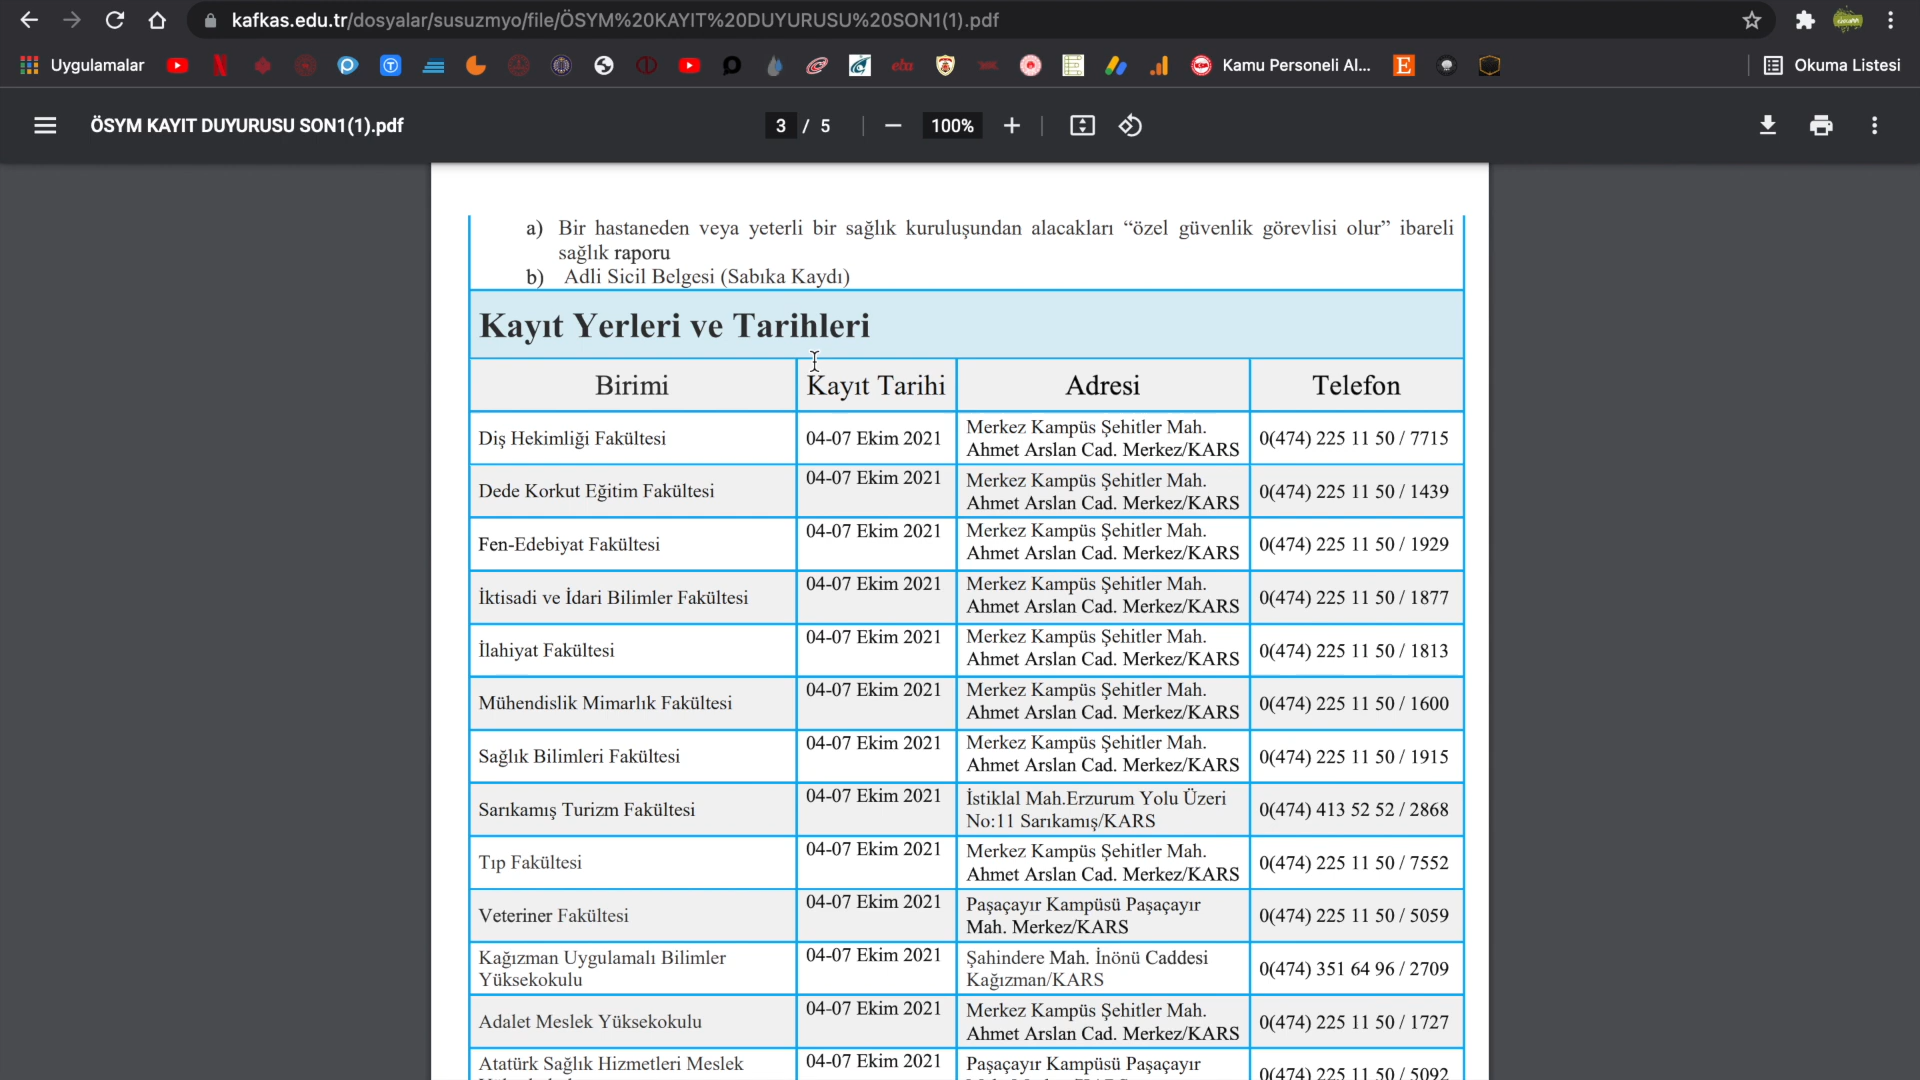 kafkas.edu.tr/dosyalar/susuzmyo/file/ÖSYM%20KAYIT%20DUYURUSU%20SON1(1).pdf
Uygulamalar
eba
Kamu Personeli Al...
E
Okuma Listesi
ÖSYM KAYIT DUYURUSU SON1(1).pdf
3 / 5
100%
a) Bir hastaneden veya yeterli bir sağlık kuruluşundan alacakları “özel güvenlik görevlisi olur” ibareli
sağlık raporu
b) Adli Sicil Belgesi (Sabıka Kaydı)
Kayıt Yerleri ve Tarihleri
Birimi Kayıt Tarihi Adresi Telefon
Diş Hekimliği Fakültesi 04-07 Ekim 2021 Merkez Kampüs Şehitler Mah.
Ahmet Arslan Cad. Merkez/KARS 0(474) 225 11 50 / 7715
Dede Korkut Eğitim Fakültesi 04-07 Ekim 2021 Merkez Kampüs Şehitler Mah.
Ahmet Arslan Cad. Merkez/KARS 0(474) 225 11 50 / 1439
Fen-Edebiyat Fakültesi 04-07 Ekim 2021 Merkez Kampüs Şehitler Mah.
Ahmet Arslan Cad. Merkez/KARS 0(474) 225 11 50 / 1929
İktisadi ve İdari Bilimler Fakültesi 04-07 Ekim 2021 Merkez Kampüs Şehitler Mah.
Ahmet Arslan Cad. Merkez/KARS 0(474) 225 11 50 / 1877
İlahiyat Fakültesi 04-07 Ekim 2021 Merkez Kampüs Şehitler Mah.
Ahmet Arslan Cad. Merkez/KARS 0(474) 225 11 50 / 1813
Mühendislik Mimarlık Fakültesi 04-07 Ekim 2021 Merkez Kampüs Şehitler Mah.
Ahmet Arslan Cad. Merkez/KARS 0(474) 225 11 50 / 1600
Sağlık Bilimleri Fakültesi 04-07 Ekim 2021 Merkez Kampüs Şehitler Mah.
Ahmet Arslan Cad. Merkez/KARS 0(474) 225 11 50 / 1915
Sarıkamış Turizm Fakültesi 04-07 Ekim 2021 İstiklal Mah.Erzurum Yolu Üzeri
No:11 Sarıkamış/KARS 0(474) 413 52 52 / 2868
Tıp Fakültesi 04-07 Ekim 2021 Merkez Kampüs Şehitler Mah.
Ahmet Arslan Cad. Merkez/KARS 0(474) 225 11 50 / 7552
Veteriner Fakültesi 04-07 Ekim 2021 Paşaçayır Kampüsü Paşaçayır
Mah. Merkez/KARS 0(474) 225 11 50 / 5059
Kağızman Uygulamalı Bilimler 04-07 Ekim 2021 Şahindere Mah. İnönü Caddesi
Yüksekokulu Kağızman/KARS 0(474) 351 64 96 / 2709
Adalet Meslek Yüksekokulu 04-07 Ekim 2021 Merkez Kampüs Şehitler Mah.
Ahmet Arslan Cad. Merkez/KARS 0(474) 225 11 50 / 1727
Atatürk Sağlık Hizmetleri Meslek 04-07 Ekim 2021 Paşaçayır Kampüsü Paşaçayır
0(474) 225 11 50 / 5092